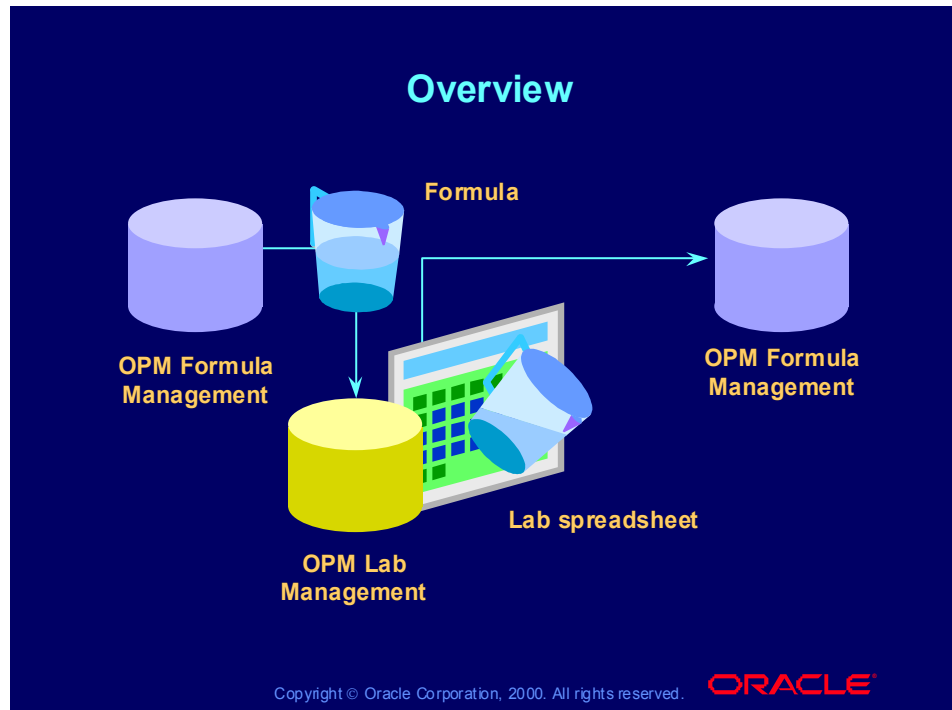 Overview
Formula
OPM Formula
Management
OPM Formula
Management
Lab spreadsheet
OPM Lab
Management
Copyright © Oracle Corporation, 2000. All rights reserved.
ORACLE®